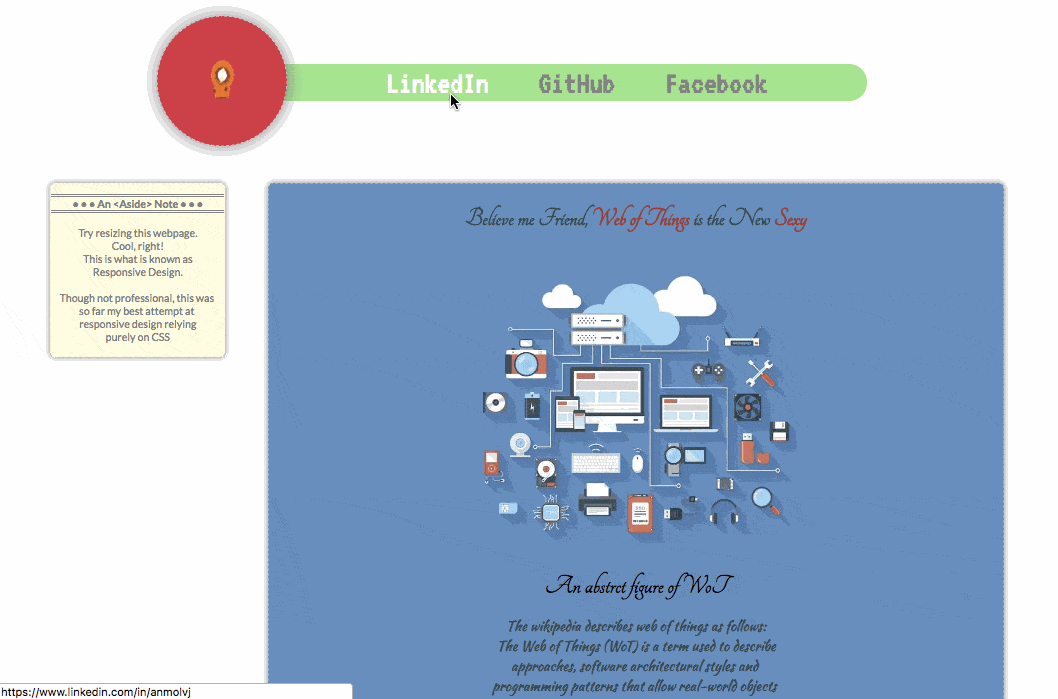 LinkedIn GitHub Facebook
● ● ● An <Aside> Note ● ● ●
Try resizing this webpage.
Cool, right!
This is what is known as
Responsive Design.
Though not professional, this was
so far my best attempt at
responsive design relying
purely on CSS
Believe me Friend, Web of Things is the New Sexy
An abstrct figure of WoT
The wikipedia describes web of things as follows:
The Web of Things (WoT) is a term used to describe
approaches, software architectural styles and
programming patterns that allow real-world objects
https://www.linkedin.com/in/anmolvj